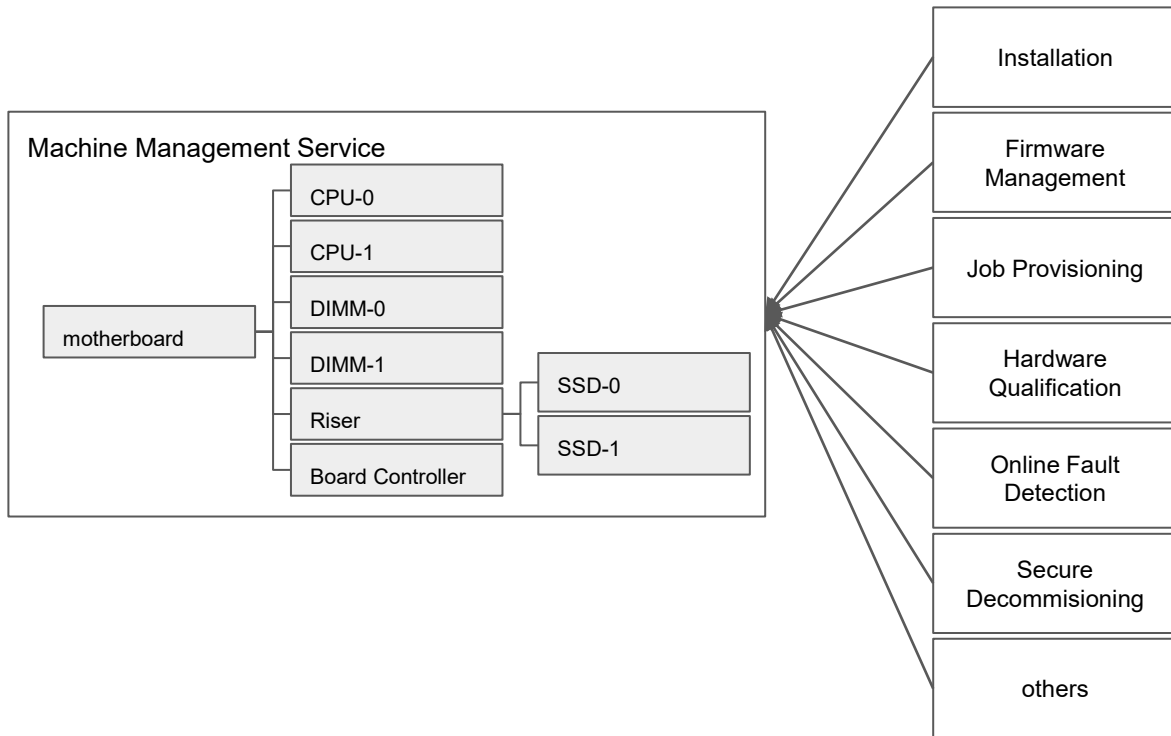 Machine Management Service
motherboard
CPU-0
CPU-1
DIMM-0
DIMM-1
Riser
Board Controller
SSD-0
SSD-1
Installation
Firmware
Management
Job Provisioning
Hardware
Qualification
Online Fault
Detection
Secure
Decommisioning
others